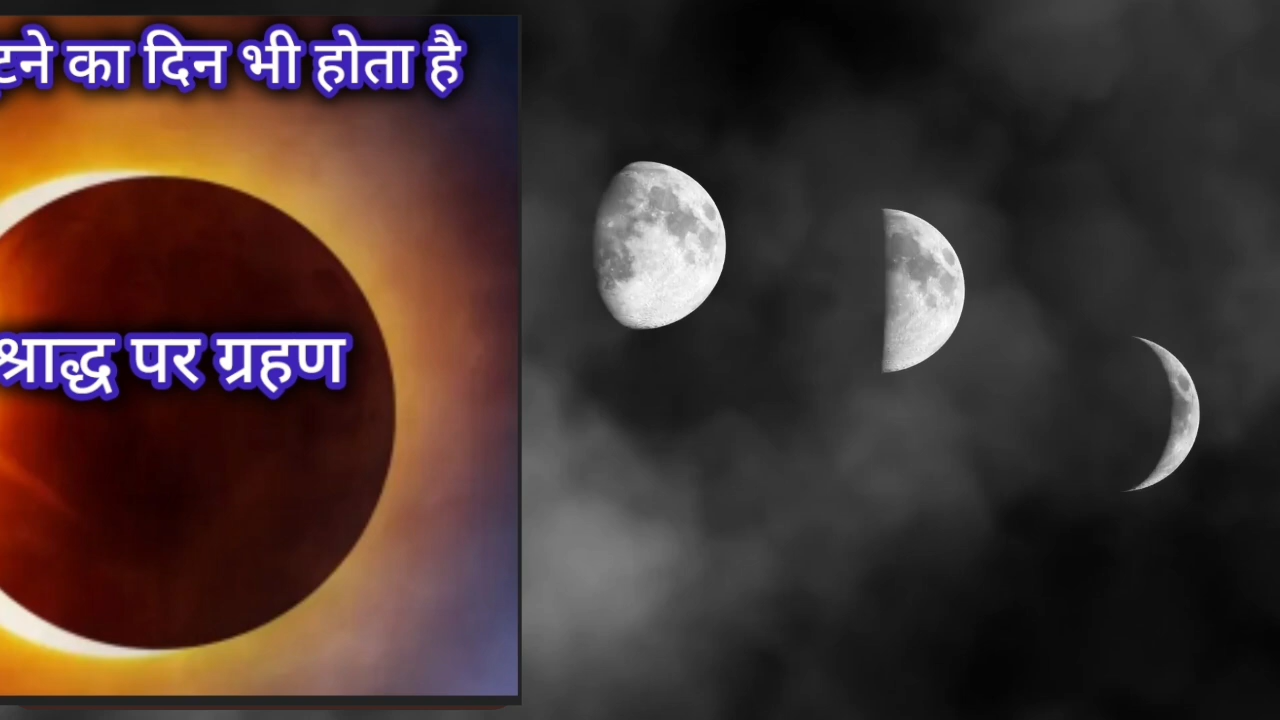 का दिन भी होता है
श्राद्ध पर ग्रहण